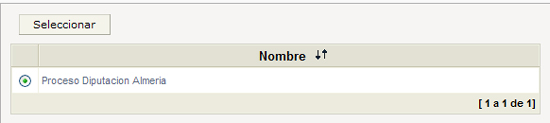 Seleccionar
Nombre
Proceso Diputacion Almeria
[ 1 a 1 de 1]